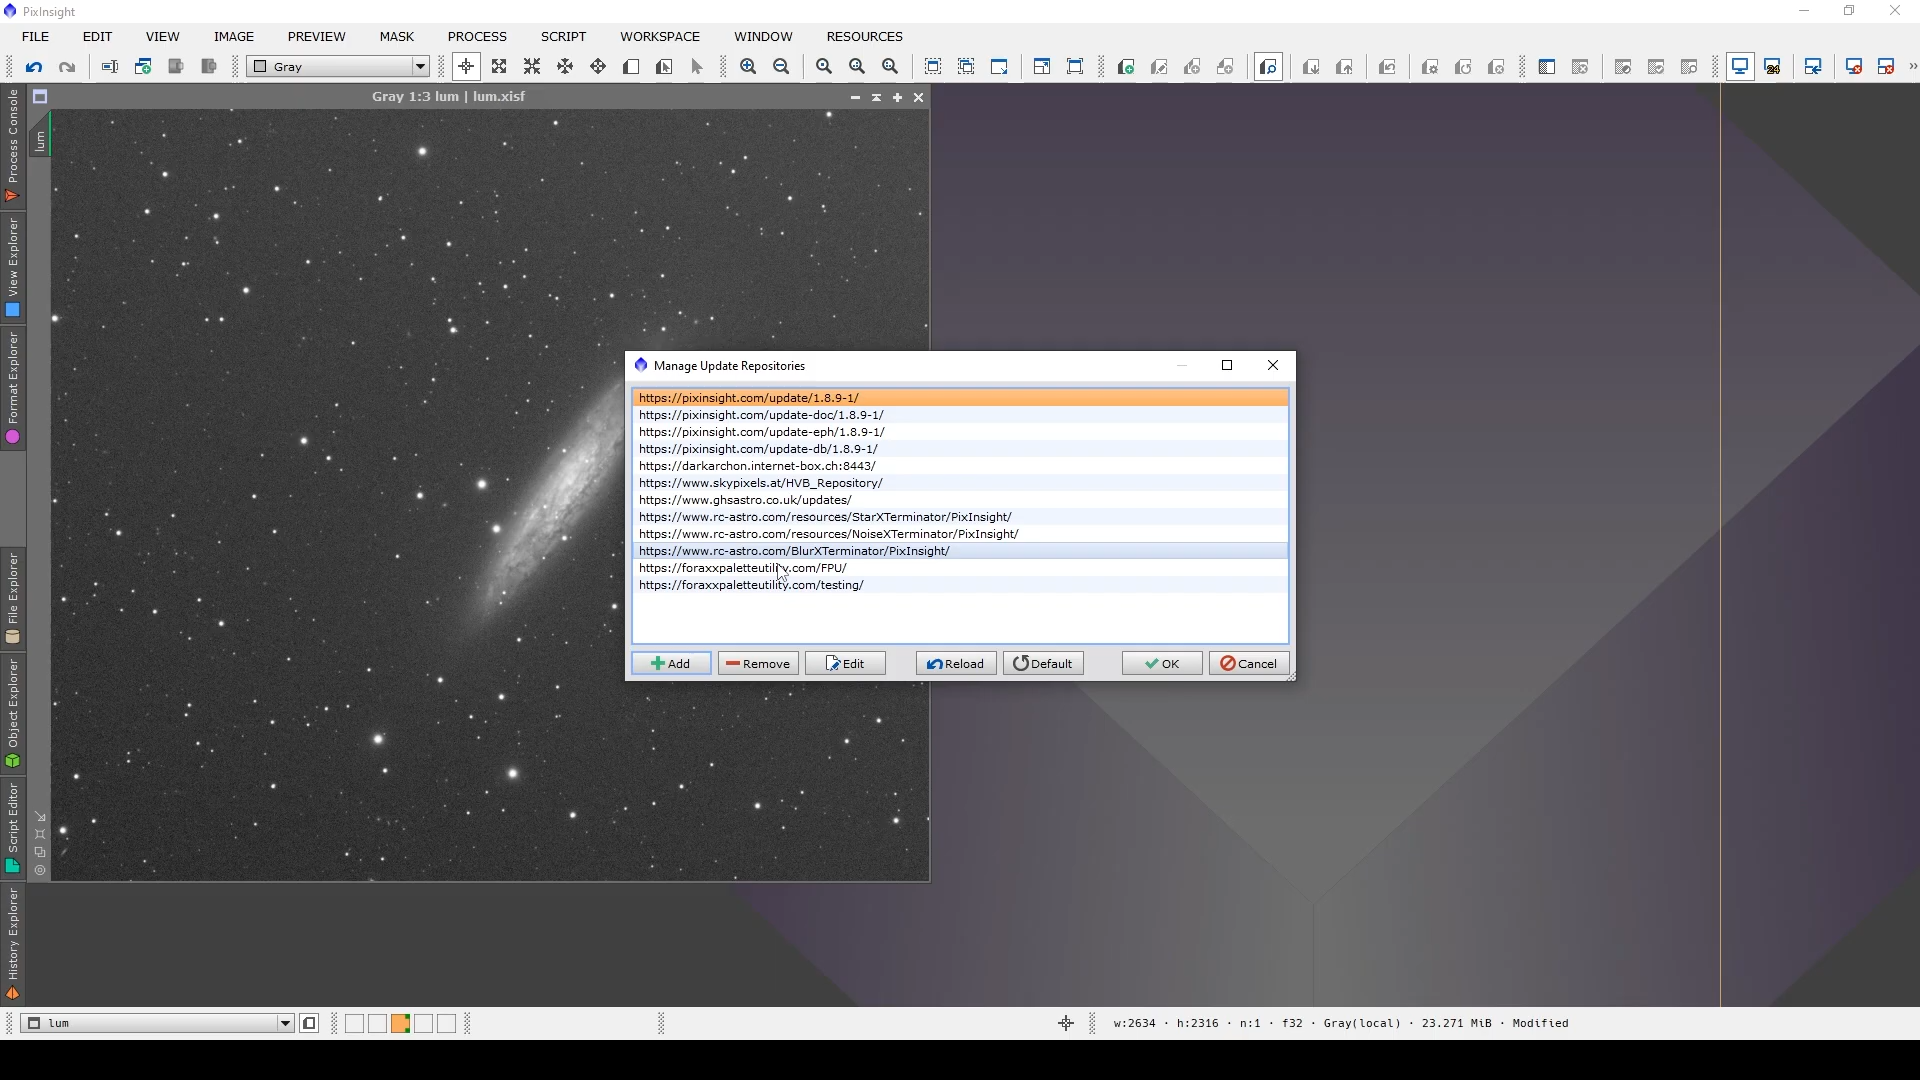 PixInsight
FILE EDIT VIEW IMAGE PREVIEW MASK PROCESS SCRIPT WORKSPACE WINDOW RESOURCES
Gray
24
Gray 1:3 lum | lum.xisf
lum
Process Console
View Explorer
Format Explorer
File Explorer
Object Explorer
Script Editor
History Explorer
Manage Update Repositories
https://pixinsight.com/update/1.8.9-1/
https://pixinsight.com/update-doc/1.8.9-1/
https://pixinsight.com/update-eph/1.8.9-1/
https://pixinsight.com/update-db/1.8.9-1/
https://darkarchon.internet-box.ch:8443/
https://www.skypixels.at/HVB_Repository/
https://www.ghsastro.co.uk/updates/
https://www.rc-astro.com/resources/StarXTerminator/PixInsight/
https://www.rc-astro.com/resources/NoiseXTerminator/PixInsight/
https://www.rc-astro.com/BlurXTerminator/PixInsight/
https://foraxxpaletteutility.com/FPU/
https://foraxxpaletteutility.com/testing/
Add Remove Edit Reload Default OK Cancel
lum
w:2634 · h:2316 · n:1 · f32 · Gray(local) · 23.271 MiB · Modified